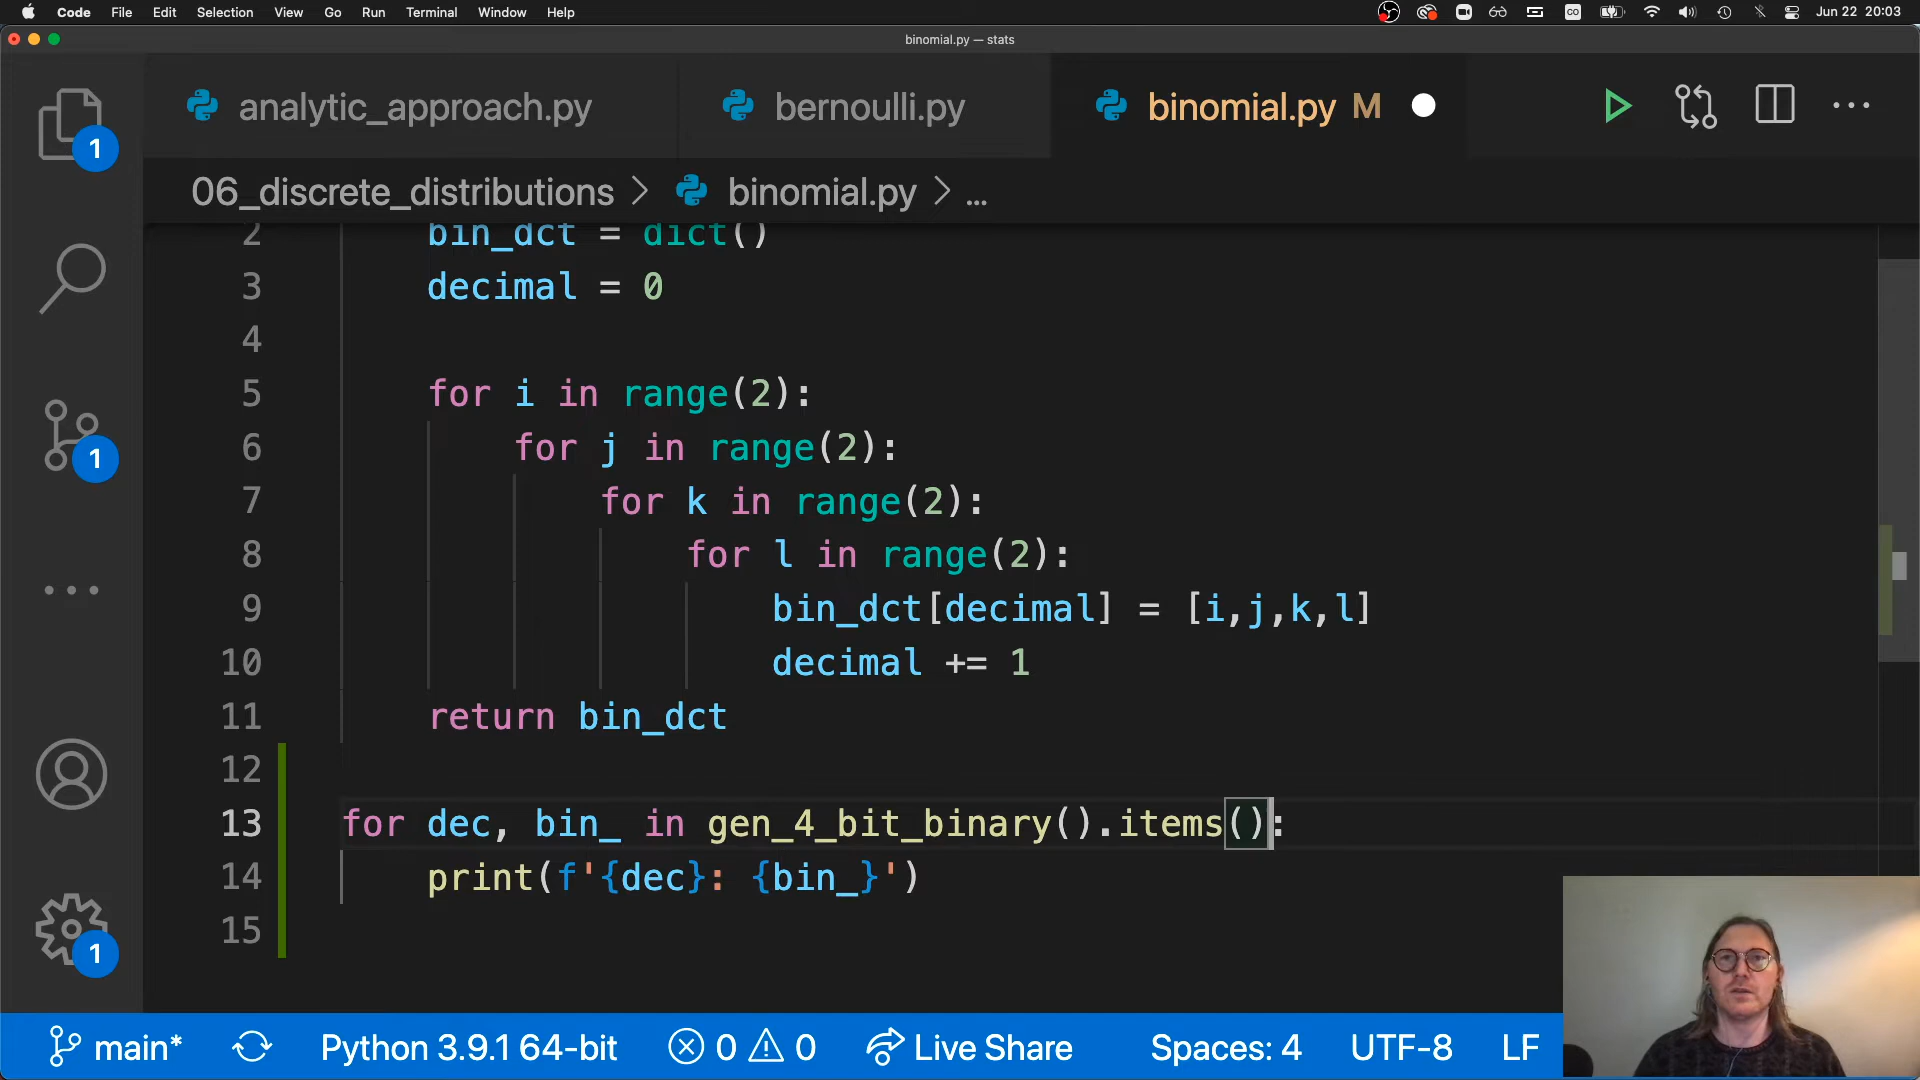 Code File Edit Selection View Go Run Terminal Window Help Jun 22 20:03
binomial.py — stats
analytic_approach.py bernoulli.py binomial.py M
06_discrete_distributions > binomial.py > ...
2 bin_dct = dict()
3 decimal = 0
4
5 for i in range(2):
6 for j in range(2):
7 for k in range(2):
8 for l in range(2):
9 bin_dct[decimal] = [i,j,k,l]
10 decimal += 1
11 return bin_dct
12
13 for dec, bin_ in gen_4_bit_binary().items():
14 print(f'{dec}: {bin_}')
15
1
1
1
main* Python 3.9.1 64-bit 0 0 Live Share Spaces: 4 UTF-8 LF